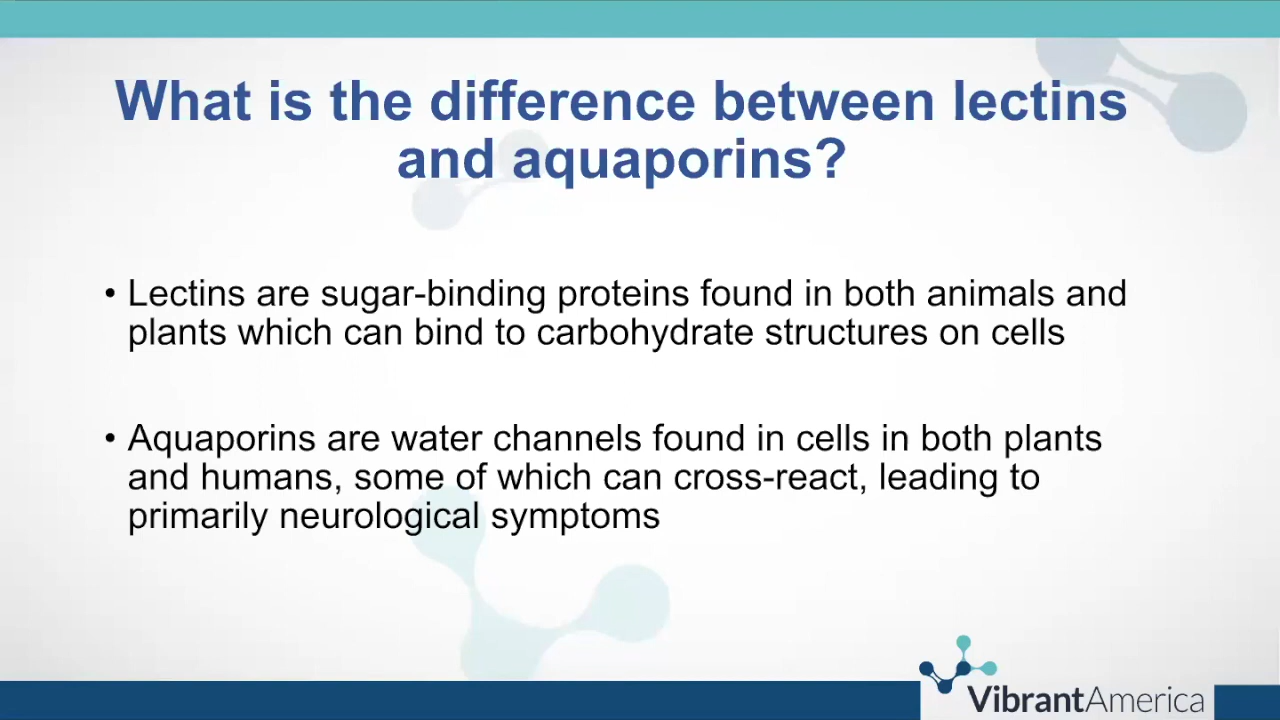 What is the difference between lectins
and aquaporins?
• Lectins are sugar-binding proteins found in both animals and
plants which can bind to carbohydrate structures on cells
• Aquaporins are water channels found in cells in both plants
and humans, some of which can cross-react, leading to
primarily neurological symptoms
VibrantAmerica